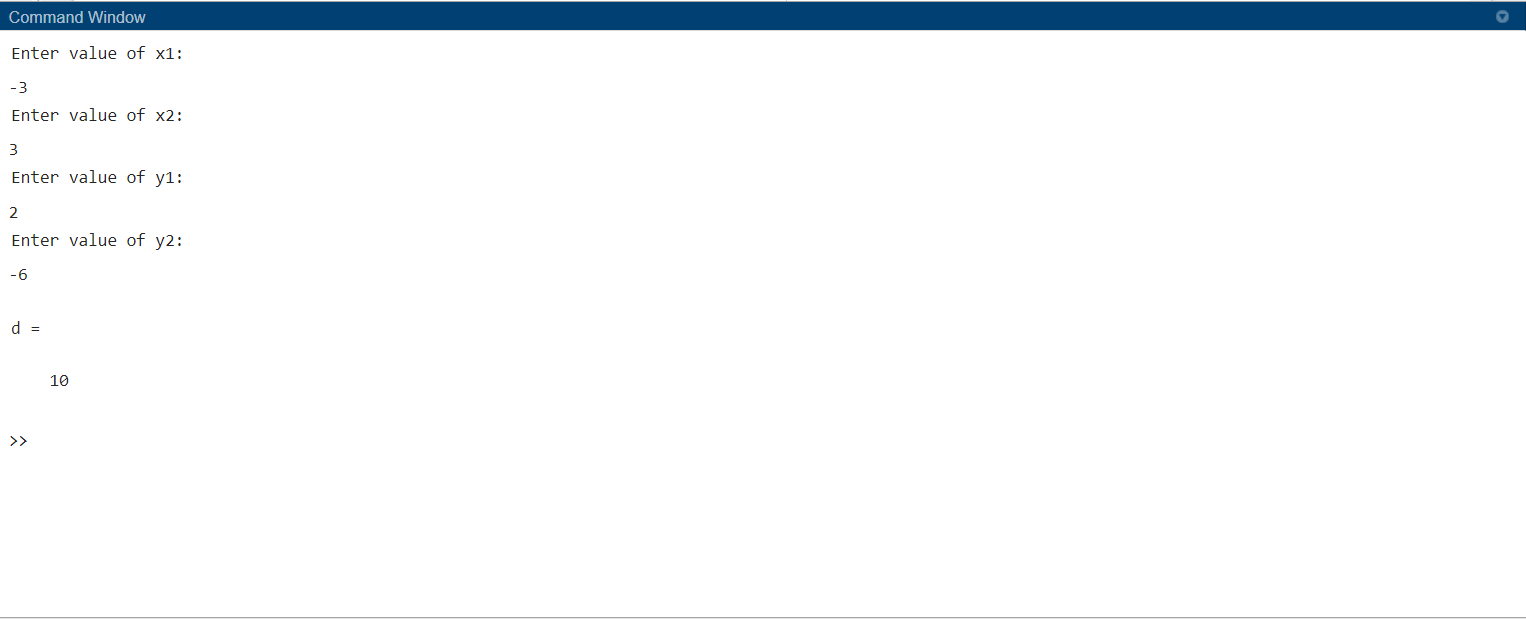 Command Window
Enter value of x1:
-3
Enter value of x2:
3
Enter value of y1:
2
Enter value of y2:
-6
d =
10
>>